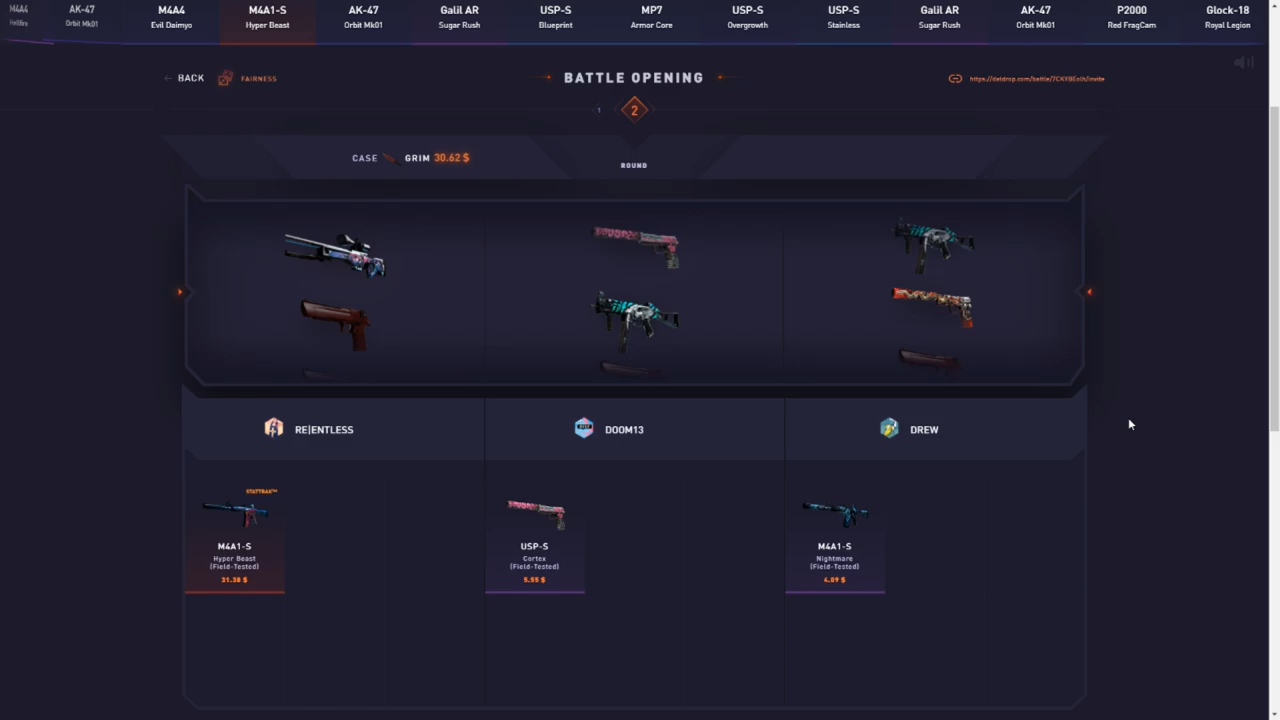 M4A4
Hellfire
AK-47
Orbit Mk01
M4A4
Evil Daimyo
M4A1-S
Hyper Beast
AK-47
Orbit Mk01
Galil AR
Sugar Rush
USP-S
Blueprint
MP7
Armor Core
USP-S
Overgrowth
USP-S
Stainless
Galil AR
Sugar Rush
AK-47
Orbit Mk01
P2000
Red FragCam
Glock-18
Royal Legion
← BACK
FAIRNESS
BATTLE OPENING
1
2
CASE GRIM 30.62 $
ROUND
RE|ENTLESS
DOOM13
DREW
STATTRAK™
M4A1-S
Hyper Beast
(Field-Tested)
31.38 $
USP-S
Cortex
(Field-Tested)
5.55 $
M4A1-S
Nightmare
(Field-Tested)
4.09 $